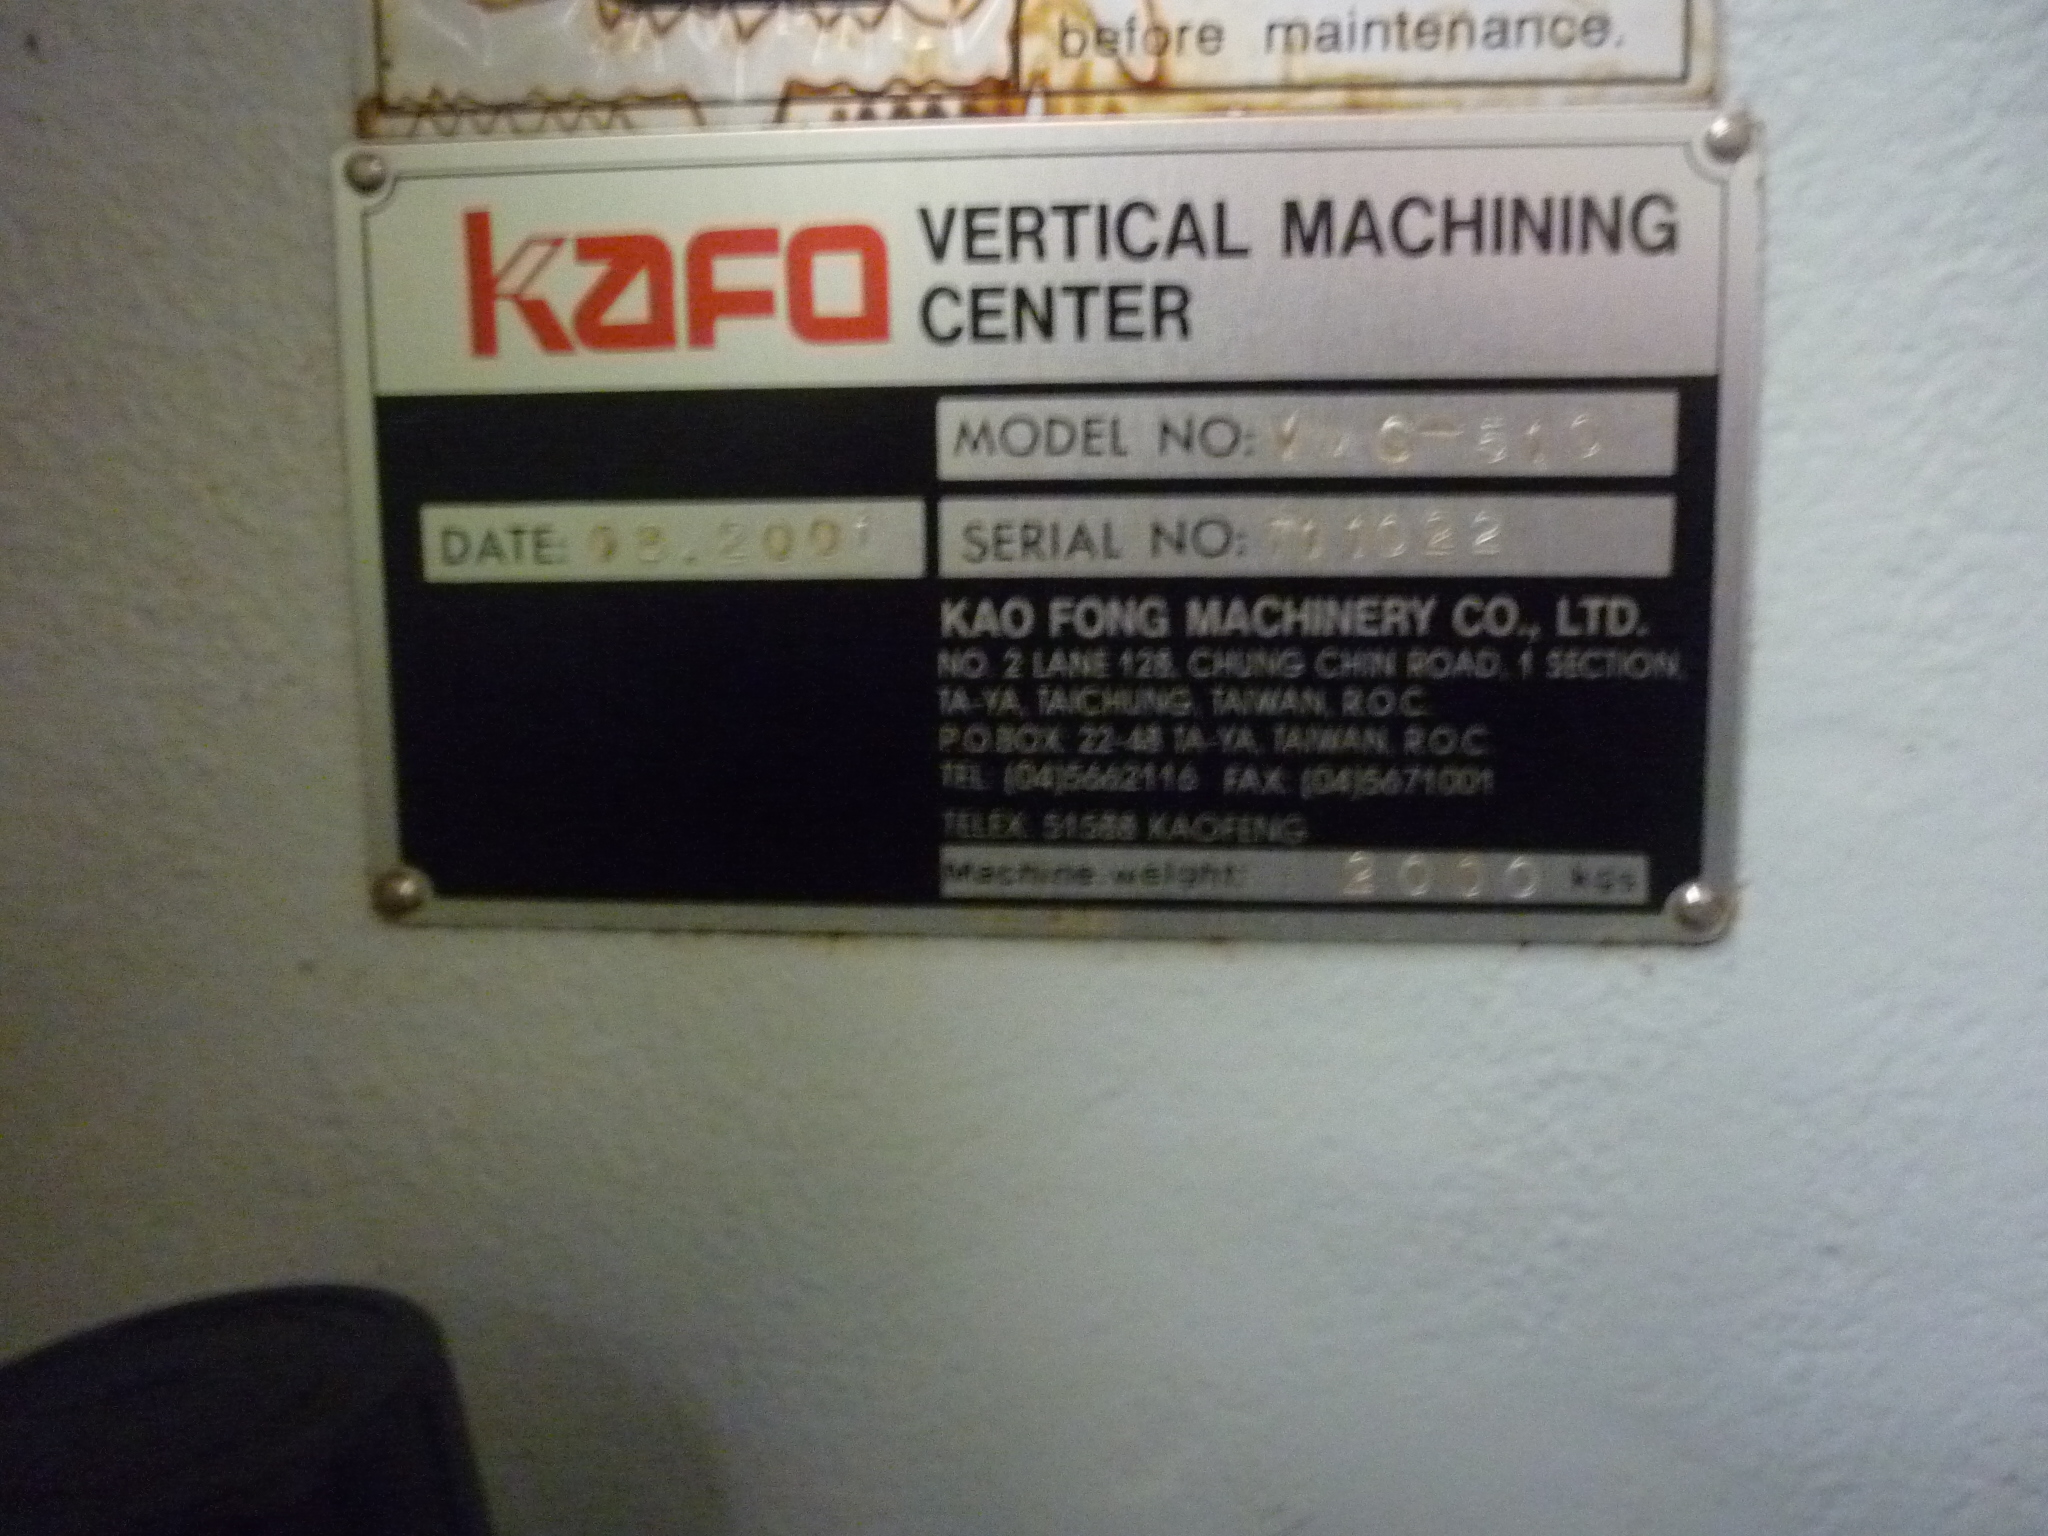 before maintenance.
KAFO VERTICAL MACHINING
CENTER
MODEL NO:
DATE: 03.2001
SERIAL NO:
KAO FONG MACHINERY CO., LTD.
NO. 2 LANE 128, CHUNG CHIN ROAD, 1 SECTION,
TA-YA, TAICHUNG, TAIWAN, R.O.C.
P.O.BOX 22-48 TA-YA, TAIWAN, R.O.C.
TEL: (04)5662116 FAX: (04)5671001
TELEX: 51588 KAOFENG
Machine weight: 2000 kgs